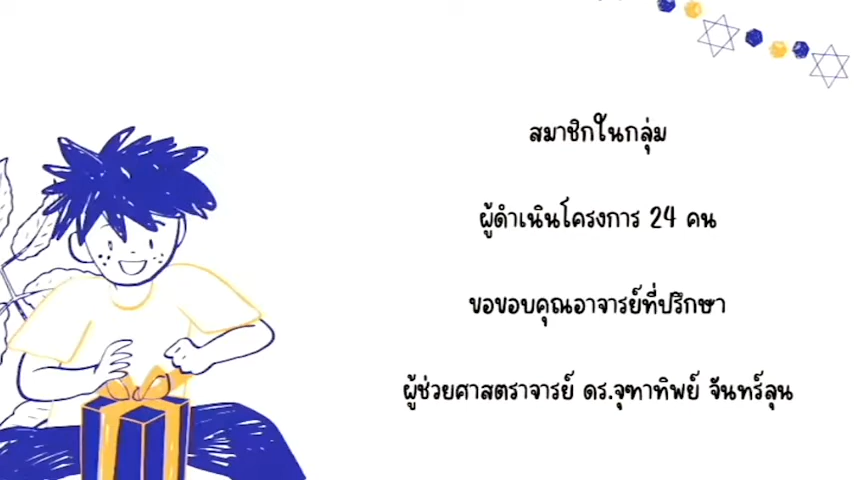 สมาชิกในกลุ่ม
ผู้ดำเนินโครงการ 24 คน
ขอขอบคุณอาจารย์ที่ปรึกษา
ผู้ช่วยศาสตราจารย์ ดร.จุฑาทิพย์ จันทร์ลุน